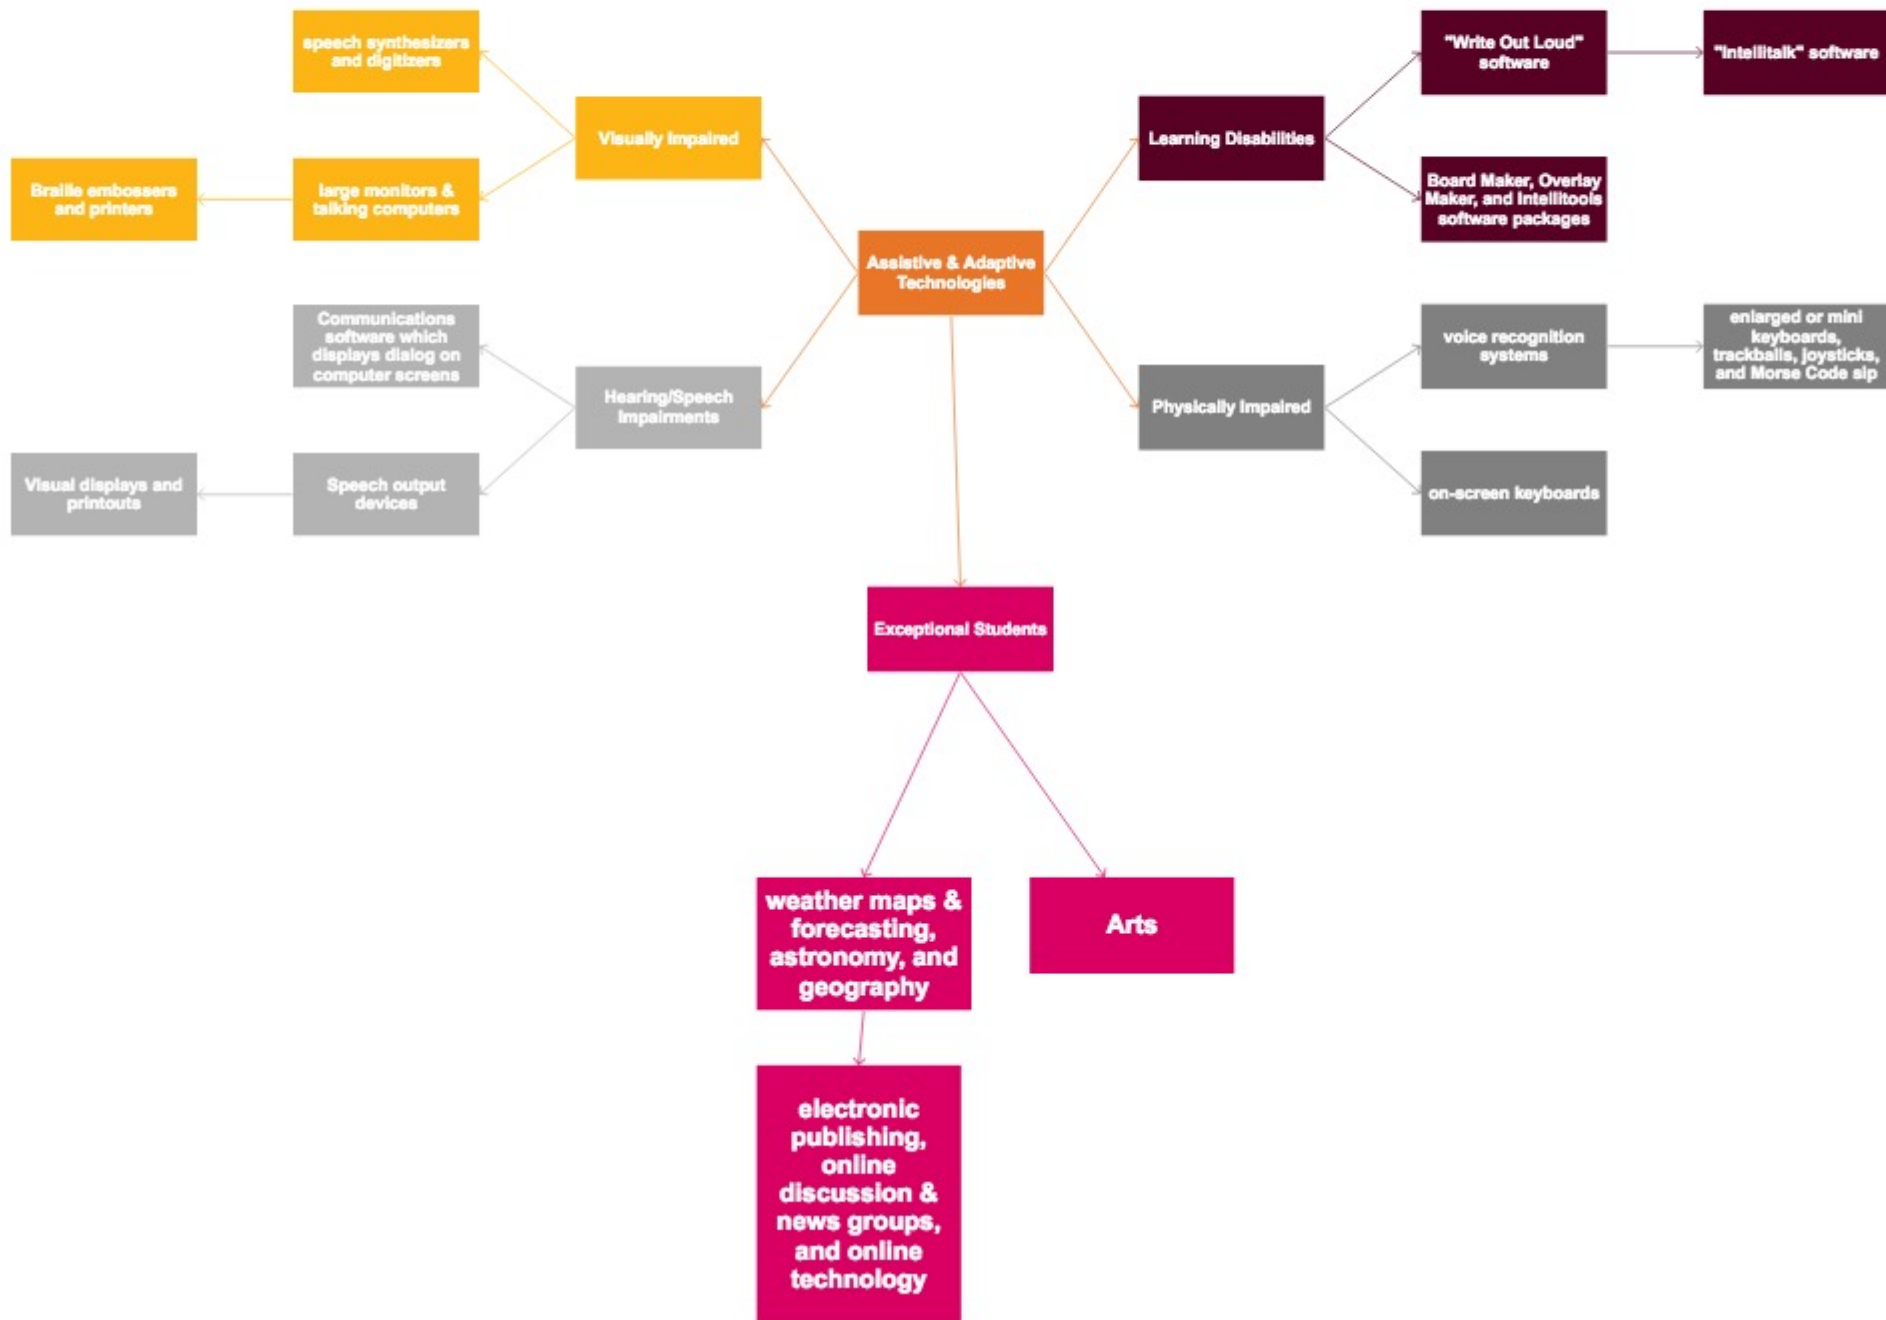 speech synthesizers
and digitizers
Visually Impaired
Braille embossers
and printers
large monitors &
talking computers
Communications
software which
displays dialog on
computer screens
Hearing/Speech
Impairments
Visual displays and
printouts
Speech output
devices
Assistive & Adaptive
Technologies
"Write Out Loud"
software
"Intellitalk" software
Learning Disabilities
Board Maker, Overlay
Maker, and Intellitools
software packages
voice recognition
systems
enlarged or mini
keyboards,
trackballs, joysticks,
and Morse Code sip
Physically Impaired
on-screen keyboards
Exceptional Students
weather maps &
forecasting,
astronomy, and
geography
Arts
electronic
publishing,
online
discussion &
news groups,
and online
technology